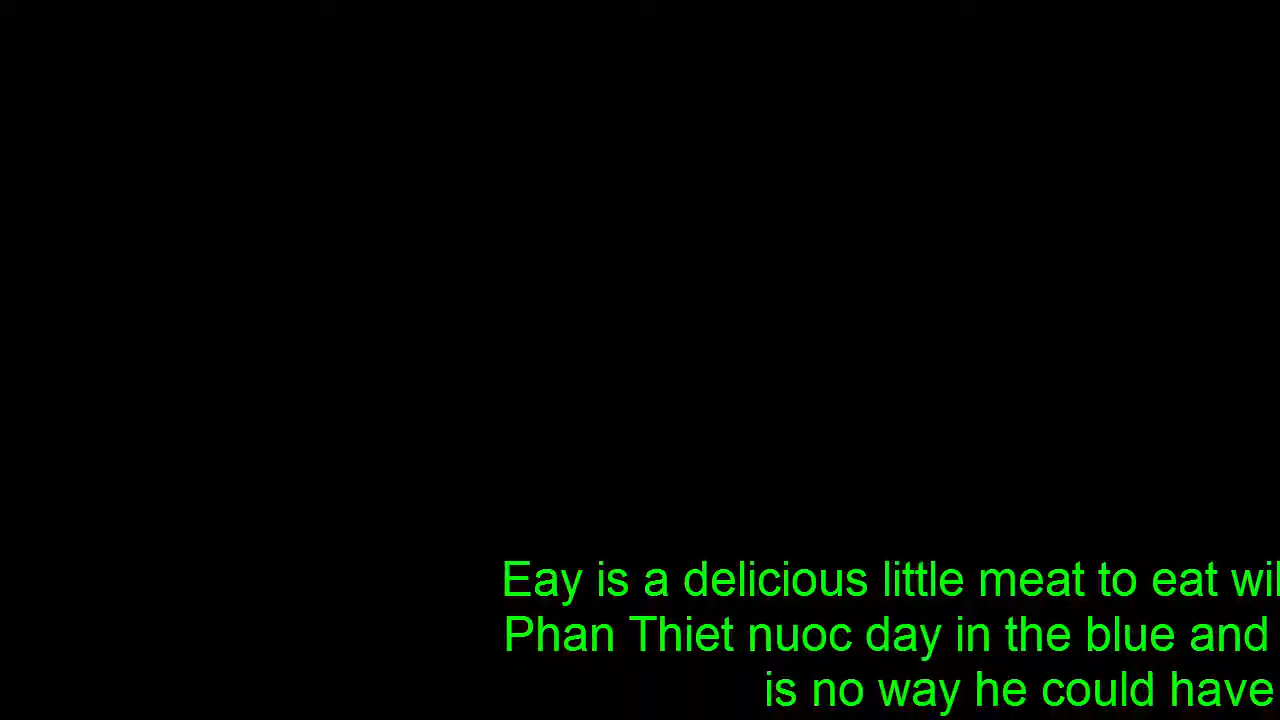 Eay is a delicious little meat to eat wil
Phan Thiet nuoc day in the blue and
is no way he could have